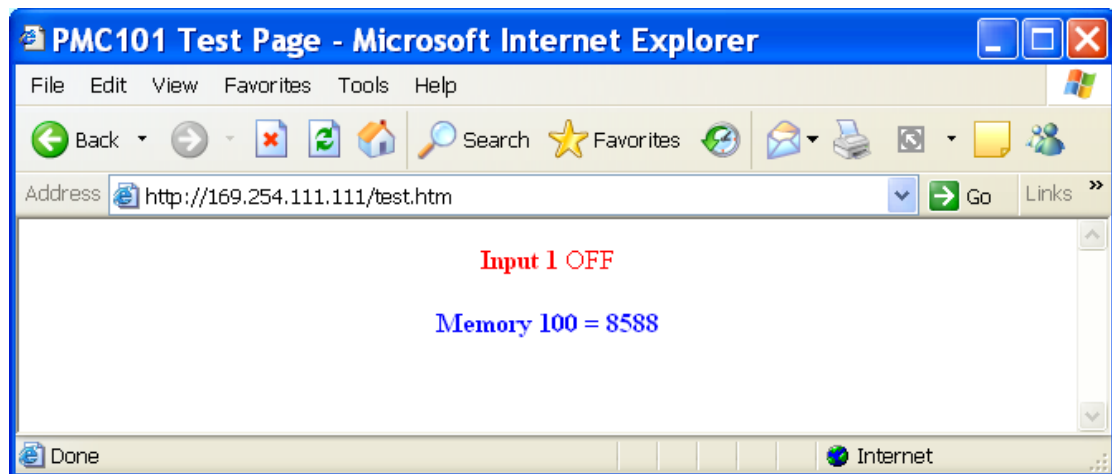 PMC101 Test Page - Microsoft Internet Explorer
File Edit View Favorites Tools Help
Back Search Favorites
Address http://169.254.111.111/test.htm Go Links »
Input 1 OFF
Memory 100 = 8588
Done Internet